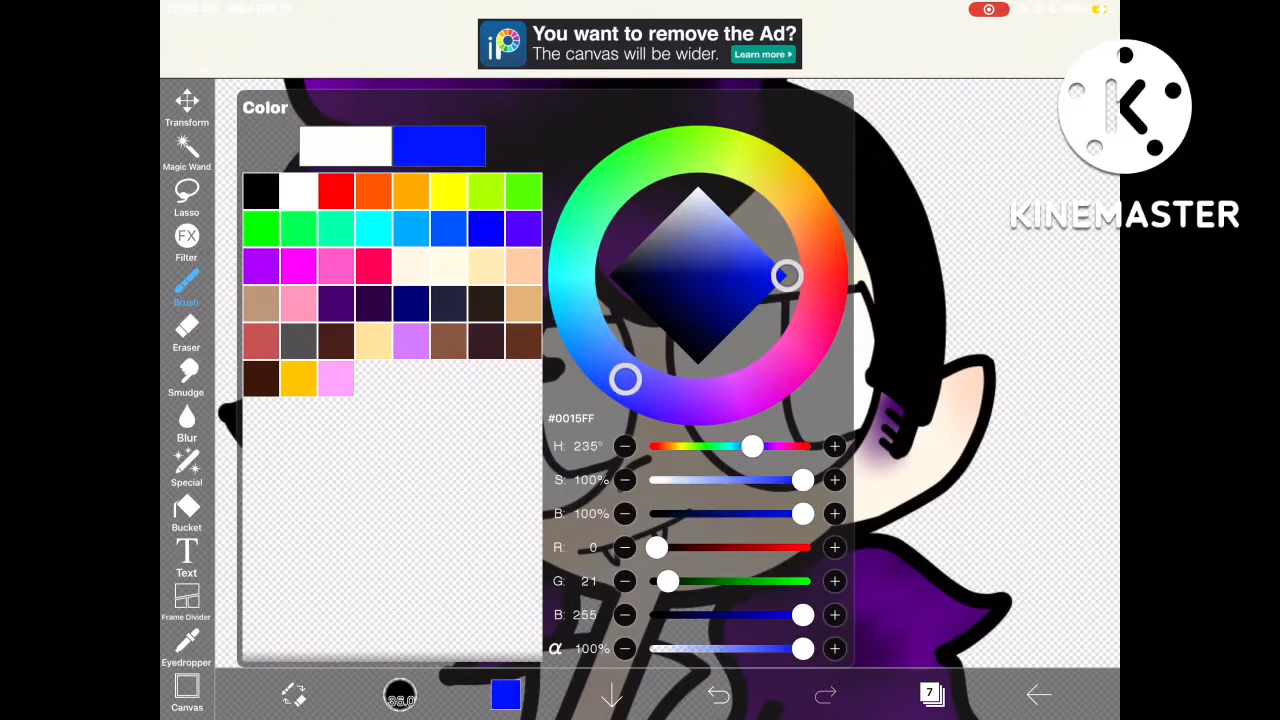 You want to remove the Ad?
The canvas will be wider.
Learn more
iP
KINEMASTER
Color
Transform
Magic Wand
Lasso
FX
Filter
Brush
Eraser
Smudge
Blur
Special
Bucket
T
Text
Frame Divider
Eyedropper
Canvas
#0015FF
H: 235°
S: 100%
B: 100%
R: 0
G: 21
B: 255
α 100%
7